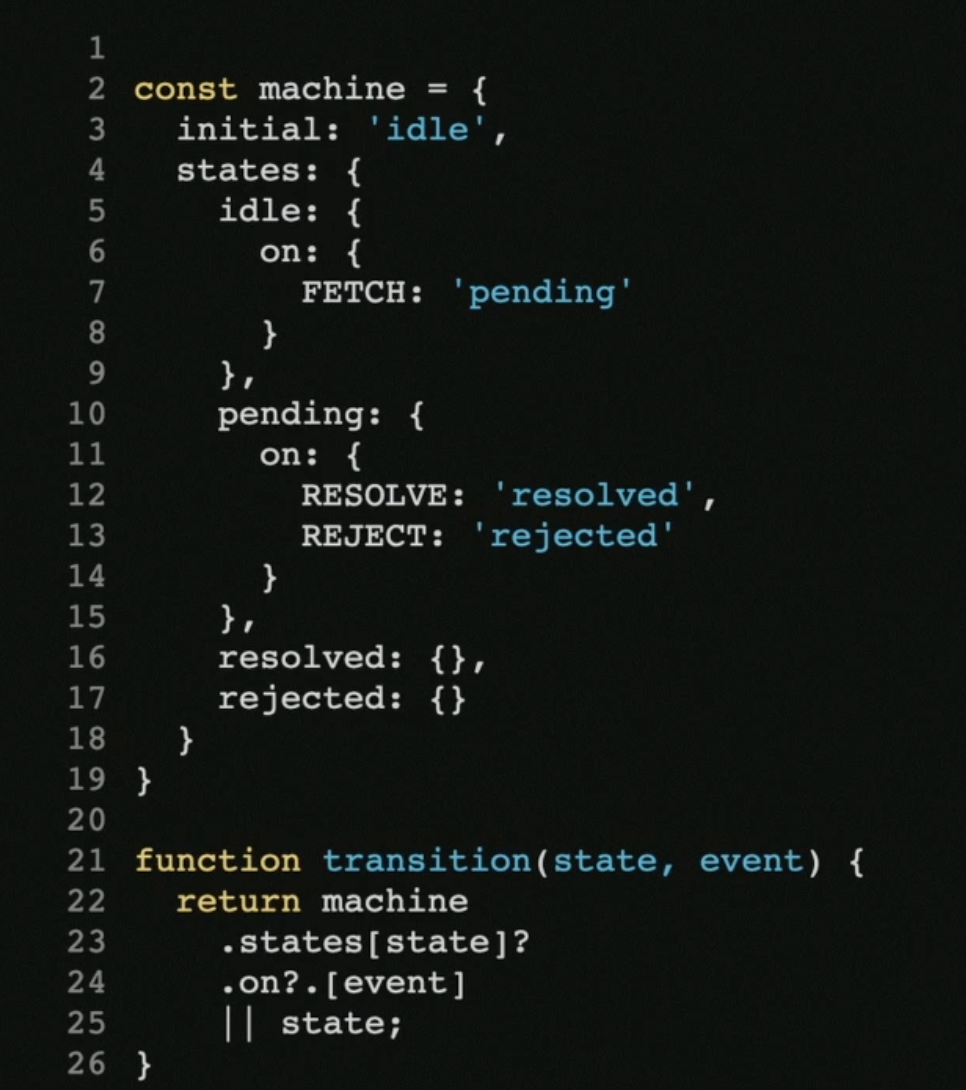 1
2 const machine = {
3   initial: 'idle',
4   states: {
5     idle: {
6       on: {
7         FETCH: 'pending'
8       }
9     },
10     pending: {
11       on: {
12         RESOLVE: 'resolved',
13         REJECT: 'rejected'
14       }
15     },
16     resolved: {},
17     rejected: {}
18   }
19 }
20
21 function transition(state, event) {
22   return machine
23     .states[state]?
24     .on?.[event]
25     || state;
26 }